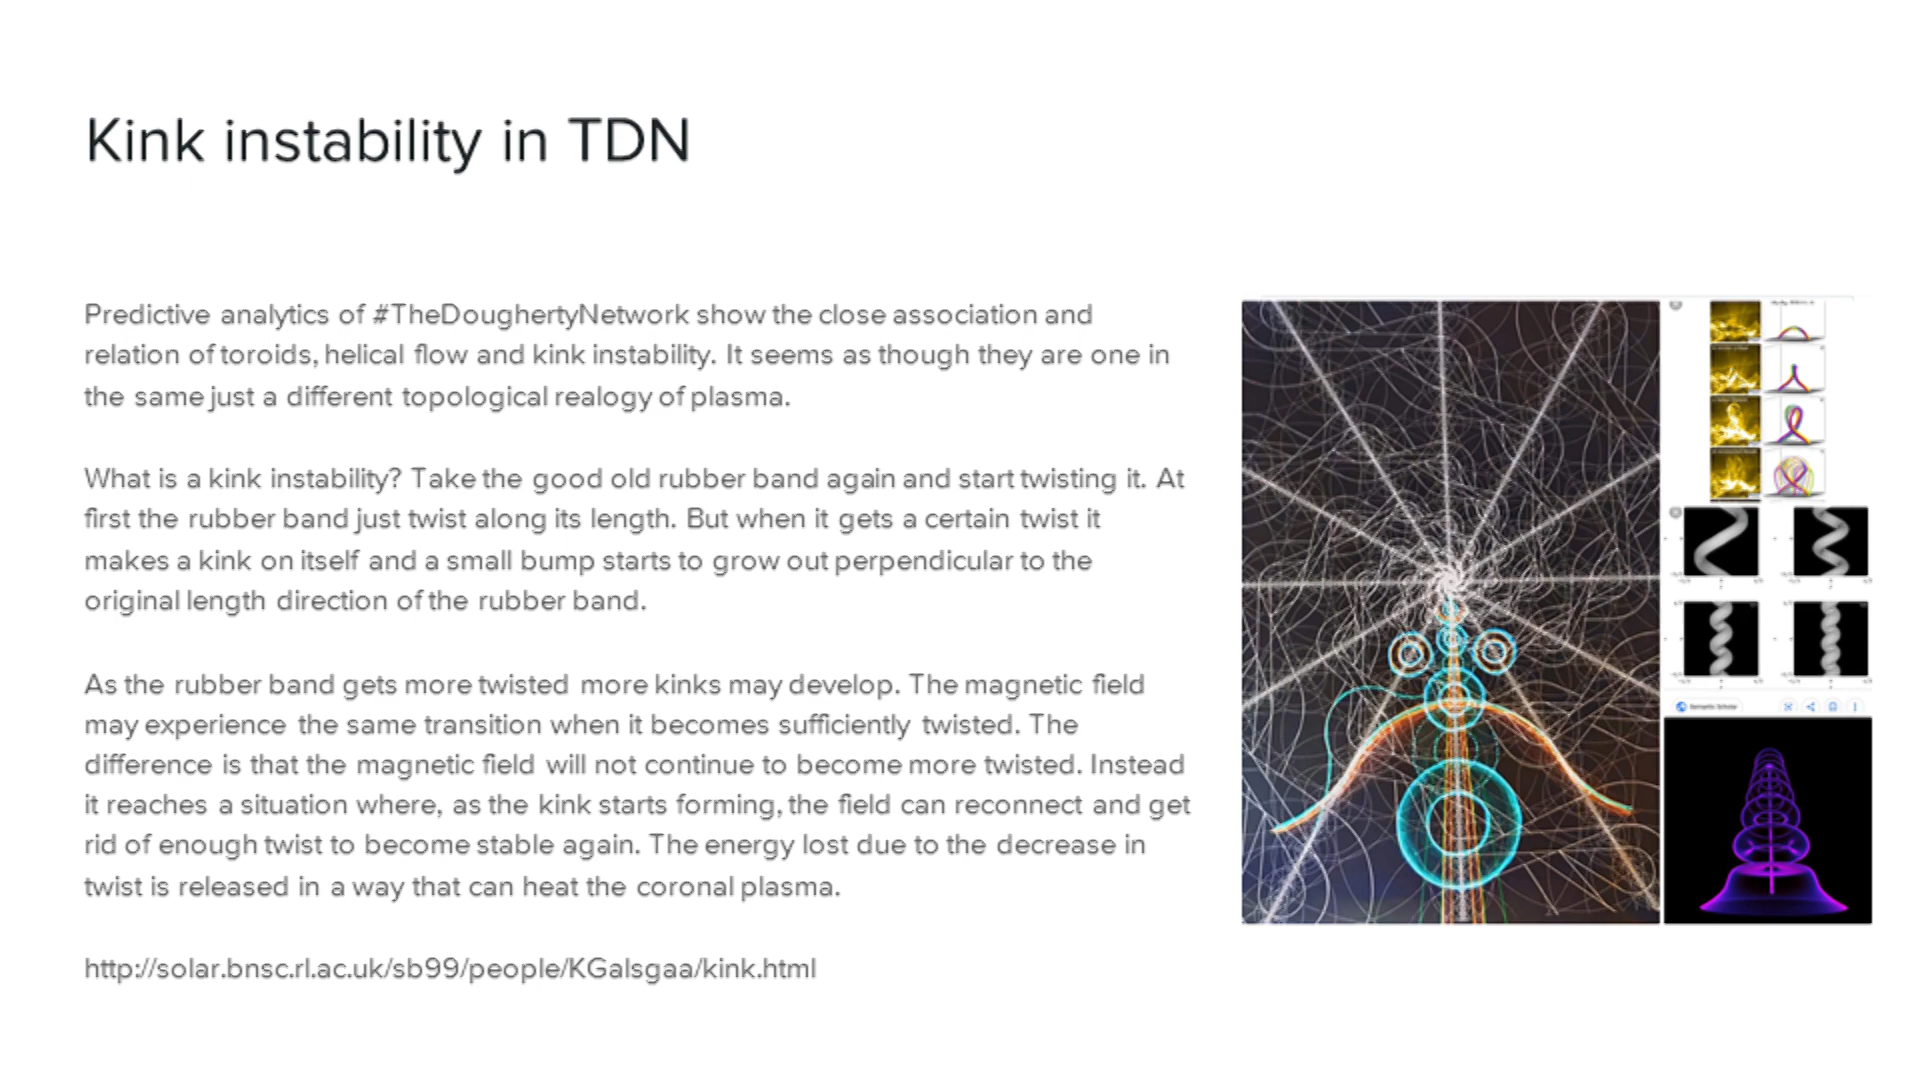 Kink instability in TDN
Predictive analytics of #TheDoughertyNetwork show the close association and
relation of toroids, helical flow and kink instability. It seems as though they are one in
the same just a different topological realogy of plasma.
What is a kink instability? Take the good old rubber band again and start twisting it. At
first the rubber band just twist along its length. But when it gets a certain twist it
makes a kink on itself and a small bump starts to grow out perpendicular to the
original length direction of the rubber band.
As the rubber band gets more twisted more kinks may develop. The magnetic field
may experience the same transition when it becomes sufficiently twisted. The
difference is that the magnetic field will not continue to become more twisted. Instead
it reaches a situation where, as the kink starts forming, the field can reconnect and get
rid of enough twist to become stable again. The energy lost due to the decrease in
twist is released in a way that can heat the coronal plasma.
http://solar.bnsc.rl.ac.uk/sb99/people/KGalsgaa/kink.html
Semantic Scholar